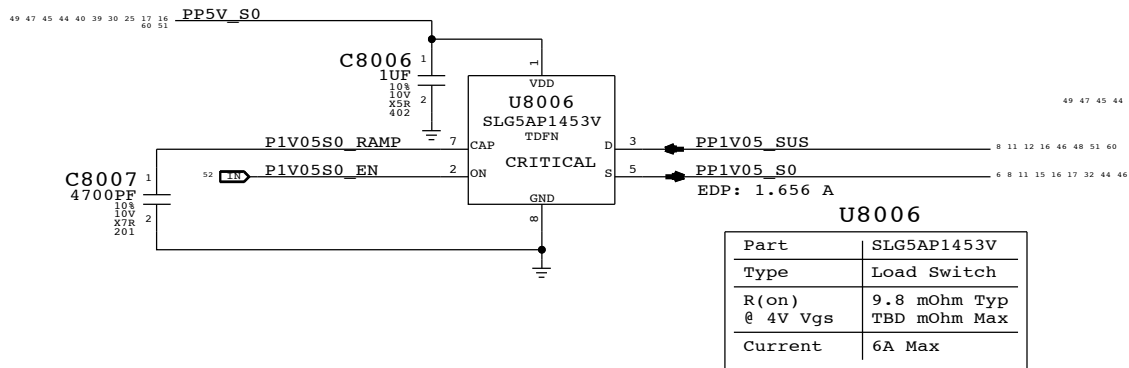 49 47 45 44 40 39 30 25 17 16
60 51
PP5V_S0
C8006
1UF
10%
10V
X5R
402
1
2
1
VDD
U8006
SLG5AP1453V
TDFN
CRITICAL
49 47 45 44
P1V05S0_RAMP
7
CAP
D
3
PP1V05_SUS
8 11 12 16 46 48 51 60
52
IN
P1V05S0_EN
2
ON
S
5
PP1V05_S0
6 8 11 15 16 17 32 44 46
EDP: 1.656 A
C8007
4700PF
10%
10V
X7R
201
1
2
GND
8
U8006
Part SLG5AP1453V
Type Load Switch
R(on) 9.8 mOhm Typ
@ 4V Vgs TBD mOhm Max
Current 6A Max